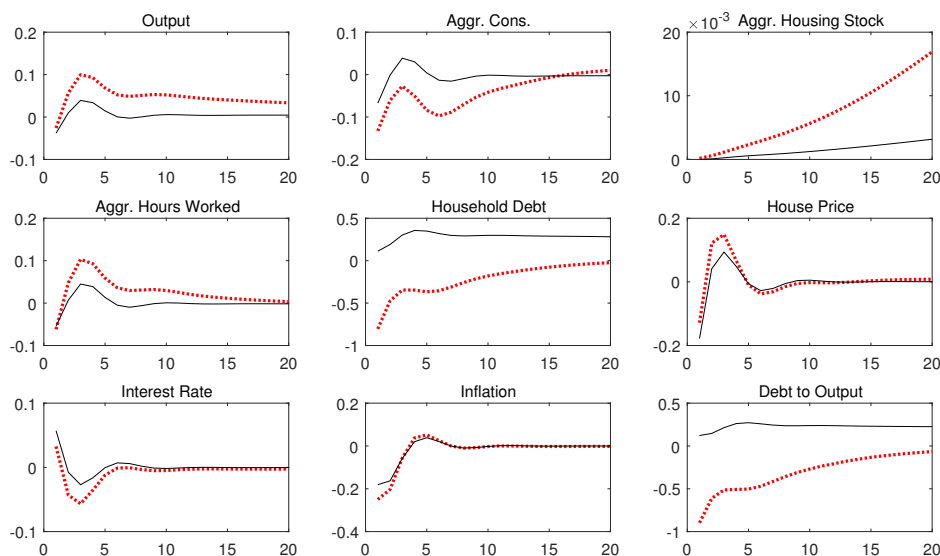 Output
0.2
0.1
0
-0.1
0 5 10 15 20
Aggr. Cons.
0.1
0
-0.1
-0.2
0 5 10 15 20
×10⁻³ Aggr. Housing Stock
20
10
0
0 5 10 15 20
Aggr. Hours Worked
0.2
0.1
0
-0.1
0 5 10 15 20
Household Debt
0.5
0
-0.5
-1
0 5 10 15 20
House Price
0.2
0
-0.2
0 5 10 15 20
Interest Rate
0.1
0
-0.1
0 5 10 15 20
Inflation
0.2
0
-0.2
-0.4
0 5 10 15 20
Debt to Output
0.5
0
-0.5
-1
0 5 10 15 20